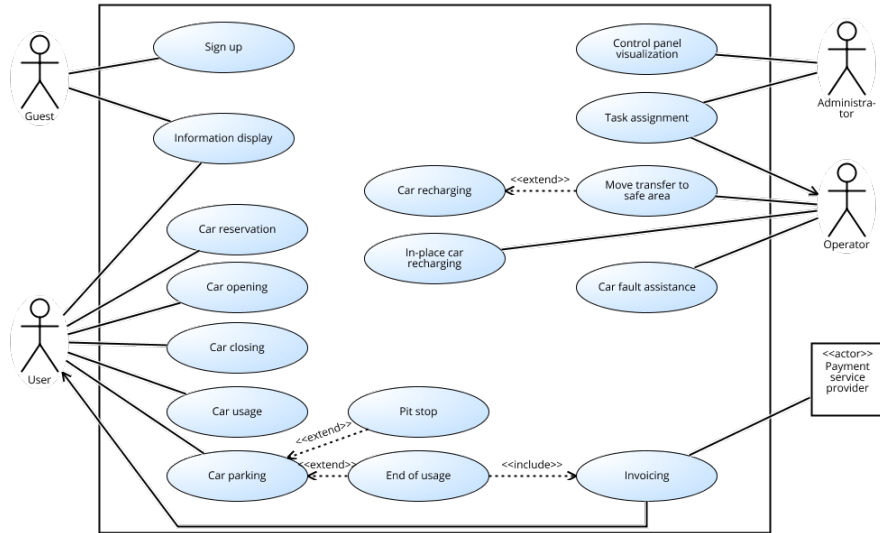 Sign up
Control panel
visualization
Guest
Administra-
tor
Task assignment
Information display
<<extend>>
Car recharging
Move transfer to
safe area
Car reservation
In-place car
recharging
Operator
Car opening
Car fault assistance
Car closing
<<actor>>
Payment
service
provider
User
Car usage
Pit stop
<<extend>>
<<extend>>
<<include>>
Car parking
End of usage
Invoicing